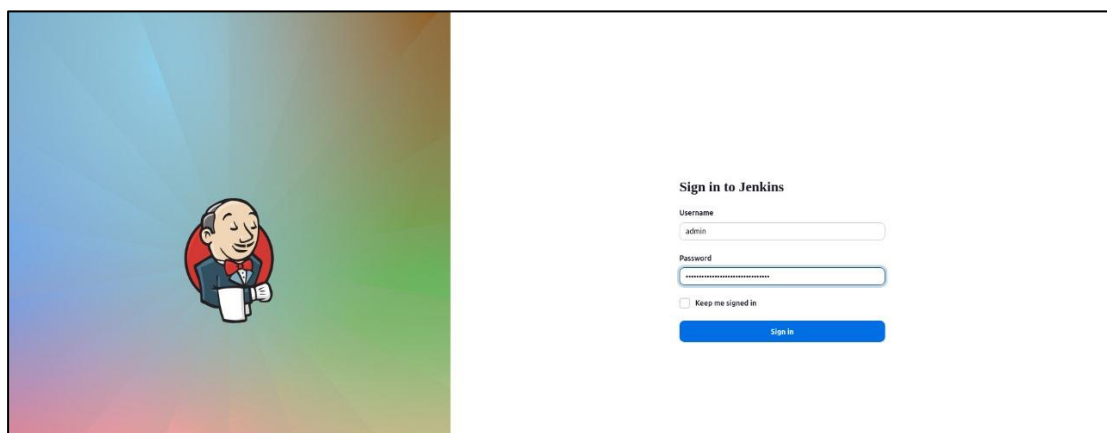 Sign in to Jenkins
Username
admin
Password
Keep me signed in
Sign in